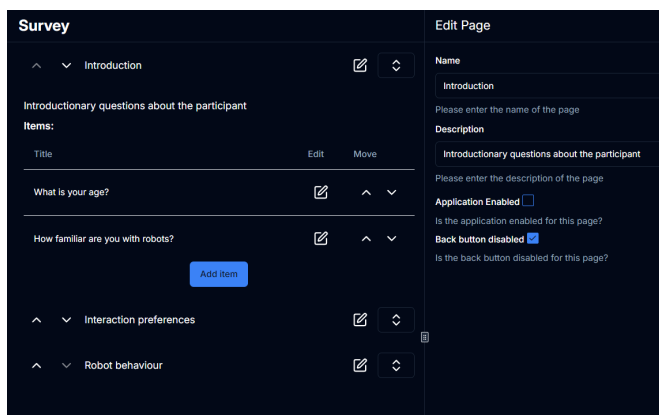 Survey
Introduction
Introductionary questions about the participant
Items:
Title Edit Move
What is your age?
How familiar are you with robots?
Add item
Interaction preferences
Robot behaviour
Edit Page
Name
Introduction
Please enter the name of the page
Description
Introductionary questions about the participant
Please enter the description of the page
Application Enabled
Is the application enabled for this page?
Back button disabled
Is the back button disabled for this page?